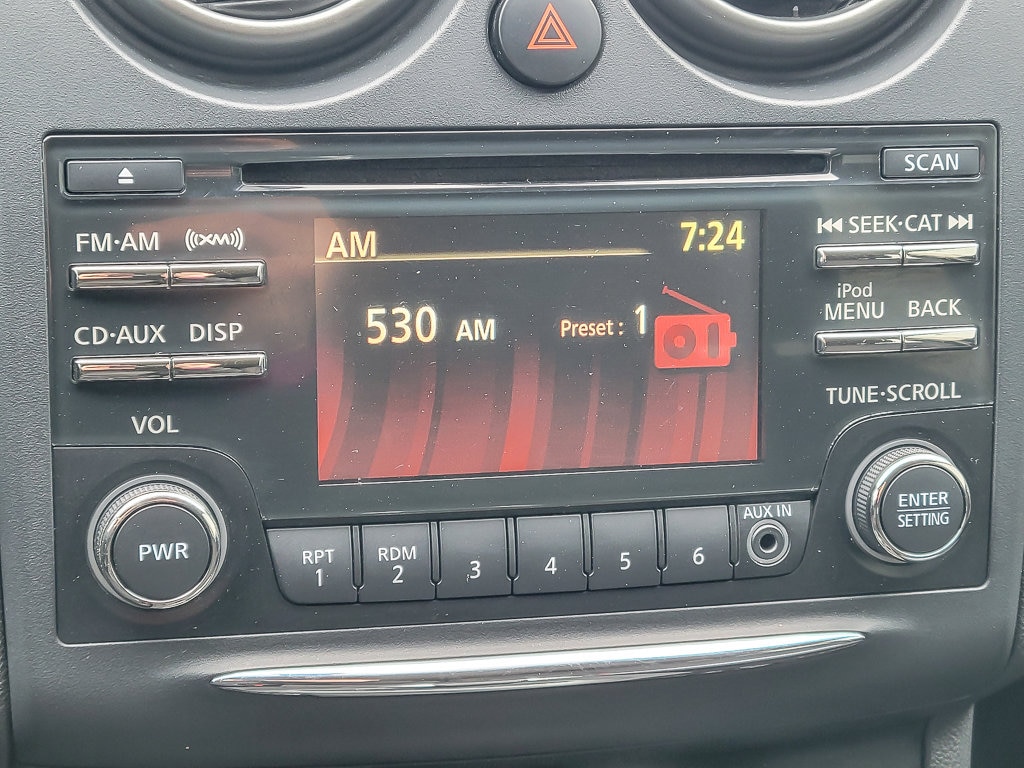 SCAN
FM·AM ((XM))
SEEK·CAT
AM 7:24
iPod
MENU BACK
530 AM Preset: 1
CD·AUX DISP
TUNE·SCROLL
VOL
PWR
ENTER
SETTING
AUX IN
RPT
1
RDM
2
3
4
5
6